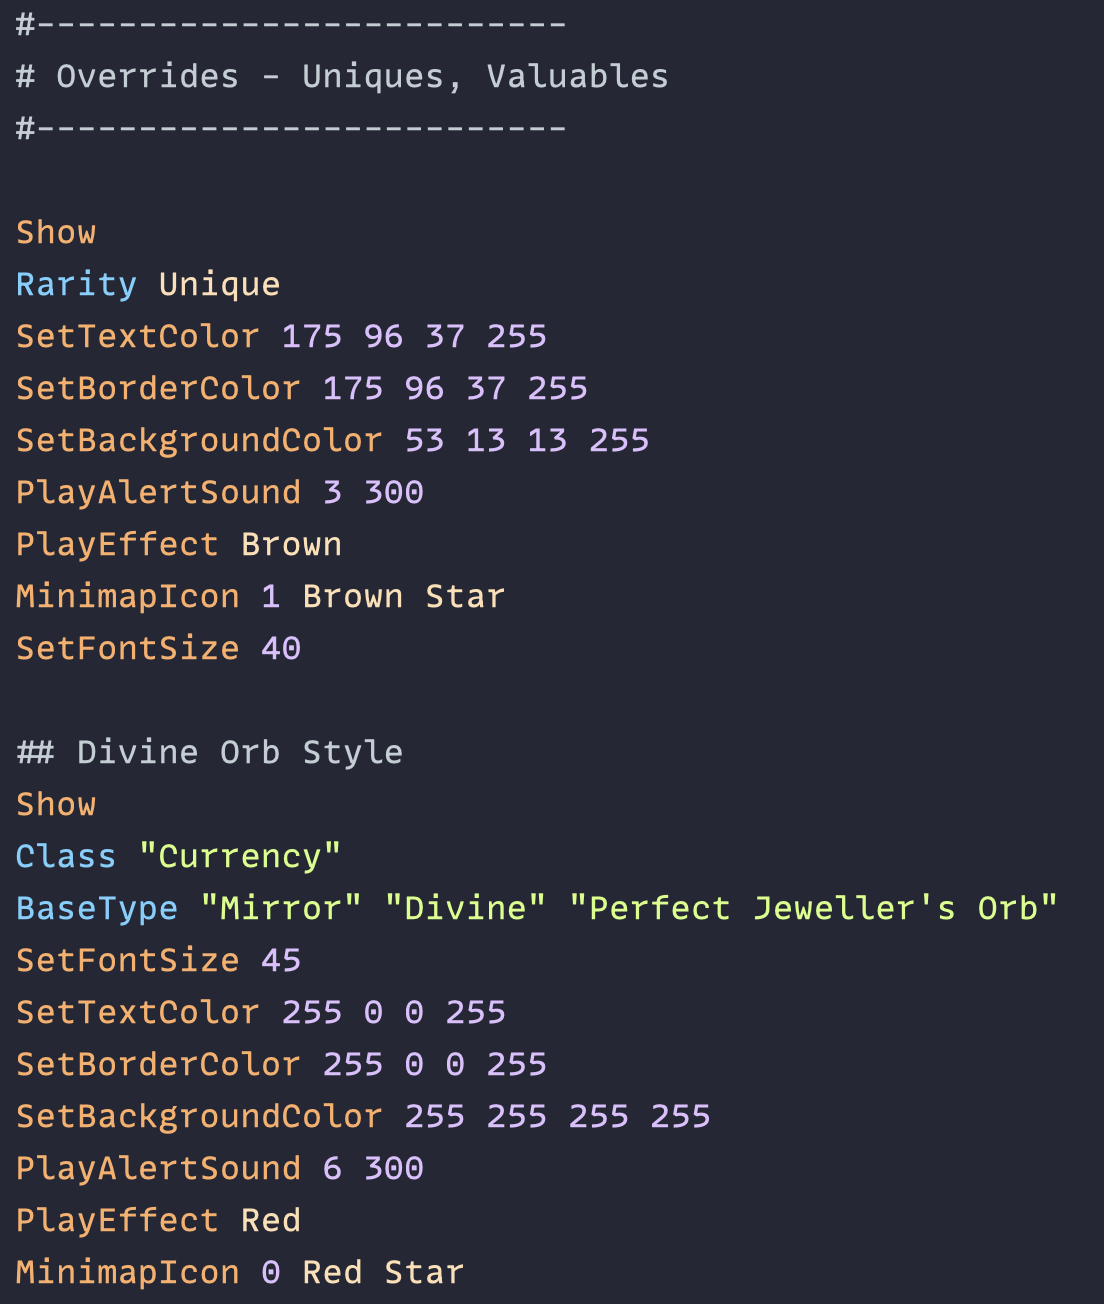 #--------------------------
# Overrides - Uniques, Valuables
#--------------------------
Show
Rarity Unique
SetTextColor 175 96 37 255
SetBorderColor 175 96 37 255
SetBackgroundColor 53 13 13 255
PlayAlertSound 3 300
PlayEffect Brown
MinimapIcon 1 Brown Star
SetFontSize 40
## Divine Orb Style
Show
Class "Currency"
BaseType "Mirror" "Divine" "Perfect Jeweller's Orb"
SetFontSize 45
SetTextColor 255 0 0 255
SetBorderColor 255 0 0 255
SetBackgroundColor 255 255 255 255
PlayAlertSound 6 300
PlayEffect Red
MinimapIcon 0 Red Star